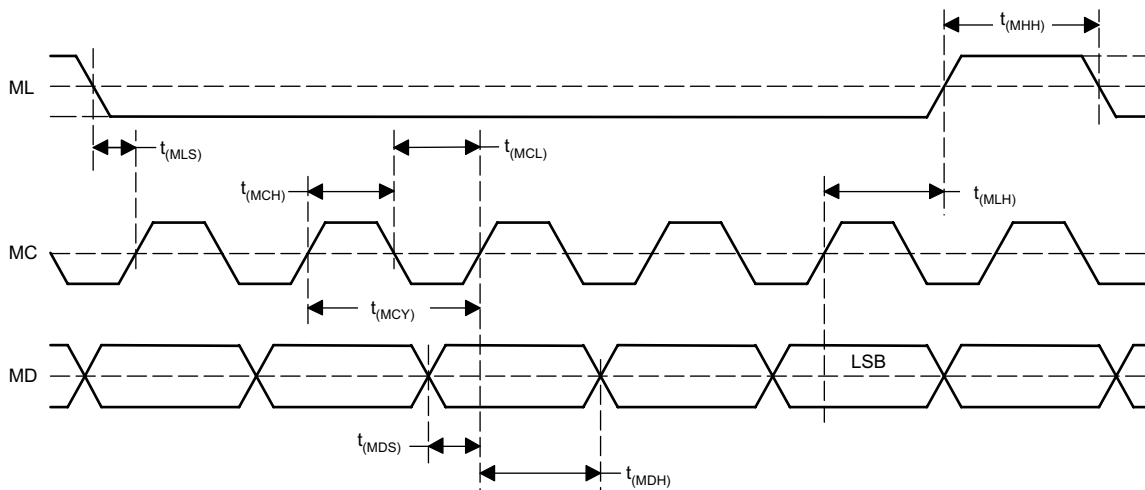 t(MHH)
ML
t(MLS)
t(MCL)
t(MCH)
t(MLH)
MC
t(MCY)
LSB
MD
t(MDS)
t(MDH)